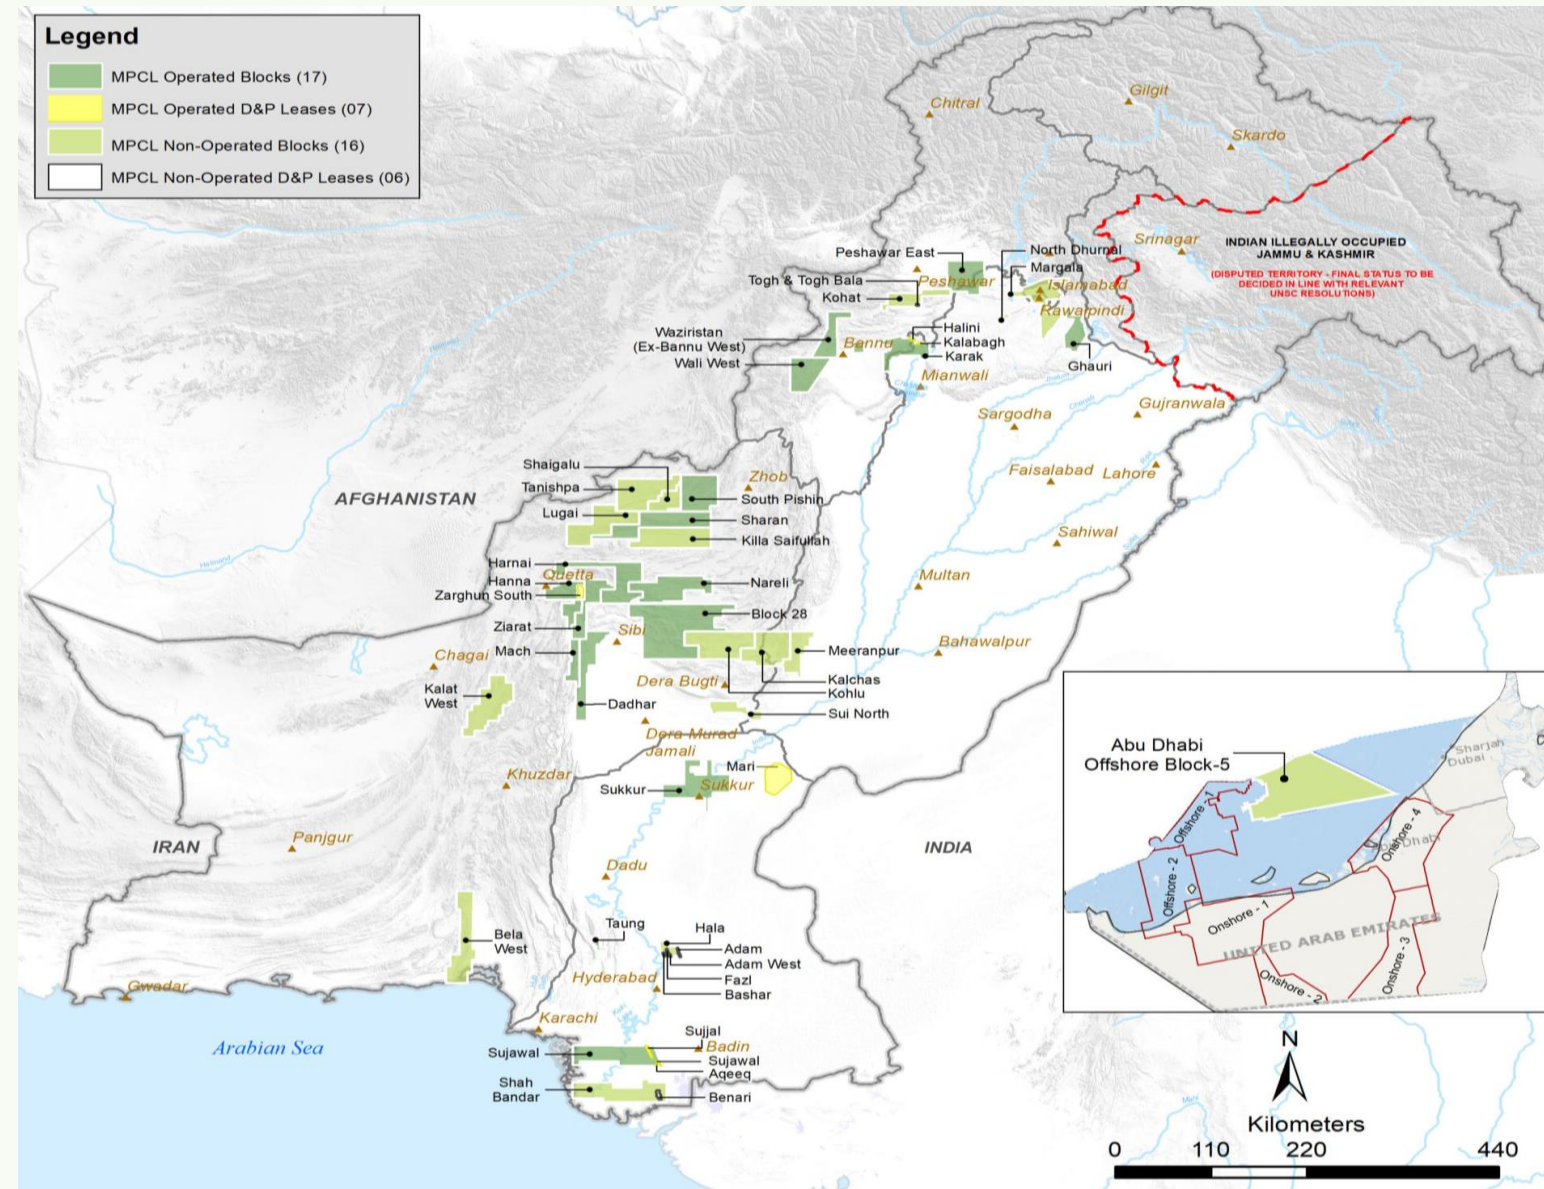 Legend
MPCL Operated Blocks (17)
MPCL Operated D&P Leases (07)
MPCL Non-Operated Blocks (16)
MPCL Non-Operated D&P Leases (06)
Chitral
Gilgit
Skardo
Srinagar
INDIAN ILLEGALLY OCCUPIED
JAMMU & KASHMIR
(DISPUTED TERRITORY - FINAL STATUS TO BE
DECIDED IN LINE WITH RELEVANT
UNSC RESOLUTIONS)
Peshawar East
North Dhurnal
Margala
Togh & Togh Bala
Peshawar
Islamabad
Kohat
Rawalpindi
Waziristan
(Ex-Bannu West)
Halini
Bannu
Kalabagh
Wali West
Karak
Ghauri
Mianwali
Sargodha
Gujranwala
Shaigalu
Zhob
Faisalabad
Lahore
Tanishpa
AFGHANISTAN
South Pishin
Lugai
Sharan
Killa Saifullah
Sahiwal
Harnai
Quetta
Hanna
Nareli
Multan
Zarghun South
Block 28
Ziarat
Sibi
Mach
Meeranpur
Bahawalpur
Chagai
Kalat
West
Dera Bugti
Kalchas
Kohlu
Dadhar
Sui North
Dera Murad
Jamali
Mari
Khuzdar
Sukkur
Sukkur
Panjgur
IRAN
INDIA
Dadu
Taung
Hala
Bela
West
Adam
Adam West
Hyderabad
Fazl
Bashar
Gwadar
Karachi
Sujjal
Badin
Arabian Sea
Sujawal
Sujawal
Aqeeq
Shah
Bandar
Benari
Helmand
Helmand
Chenab
Ravi
Abu Dhabi
Offshore Block-5
Sharjah
Dubai
Offshore - 1
Onshore - 4
Abu Dhabi
Offshore - 2
Onshore - 1
UNITED ARAB EMIRATES
Onshore - 3
Onshore - 2
N
Kilometers
0 110 220 440